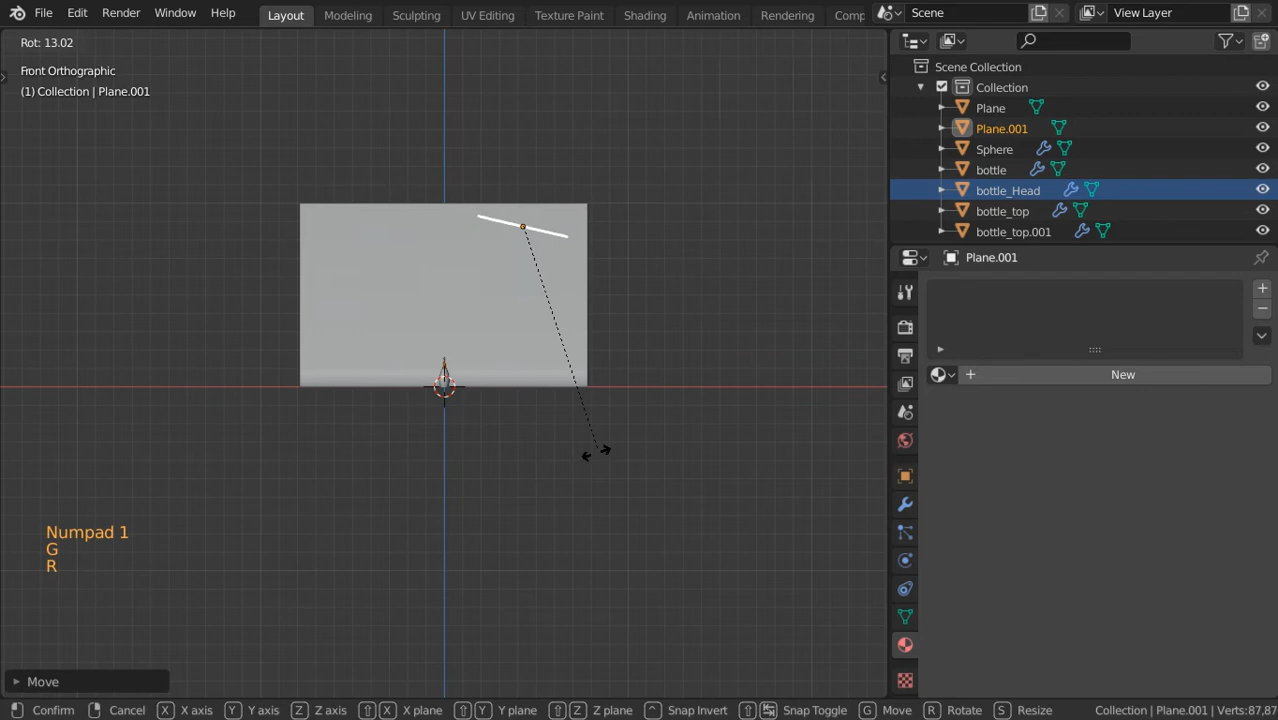 File Edit Render Window Help Layout Modeling Sculpting UV Editing Texture Paint Shading Animation Rendering Comp Scene View Layer
Rot: 13.02
Front Orthographic
(1) Collection | Plane.001
Scene Collection
Collection
Plane
Plane.001
Sphere
bottle
bottle_Head
bottle_top
bottle_top.001
Plane.001
New
Numpad 1
G
R
Move
Confirm Cancel X X axis Y Y axis Z Z axis X X plane Y Y plane Z Z plane Snap Invert Snap Toggle G Move R Rotate S Resize Collection | Plane.001 | Verts:87,87